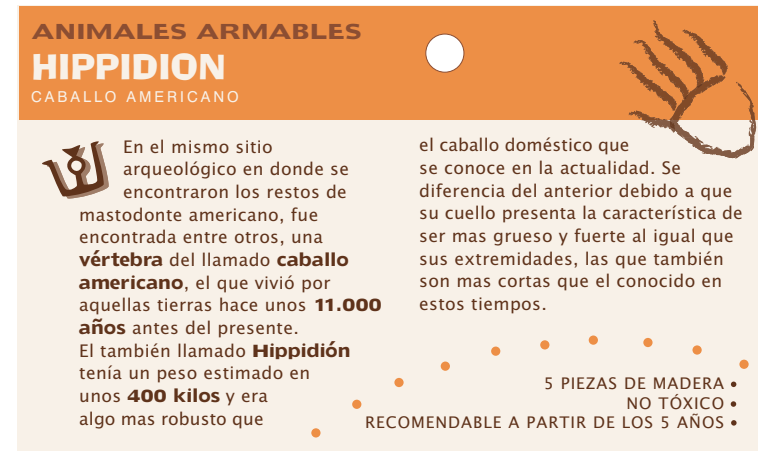 ANIMALES ARMABLES
HIPPIDION
CABALLO AMERICANO
En el mismo sitio
arqueológico en donde se
encontraron los restos de
mastodonte americano, fue
encontrada entre otros, una
vértebra del llamado caballo
americano, el que vivió por
aquellas tierras hace unos 11.000
años antes del presente.
El también llamado Hippidión
tenía un peso estimado en
unos 400 kilos y era
algo mas robusto que
el caballo doméstico que
se conoce en la actualidad. Se
diferencia del anterior debido a que
su cuello presenta la característica de
ser mas grueso y fuerte al igual que
sus extremidades, las que también
son mas cortas que el conocido en
estos tiempos.
5 PIEZAS DE MADERA •
NO TÓXICO •
RECOMENDABLE A PARTIR DE LOS 5 AÑOS •